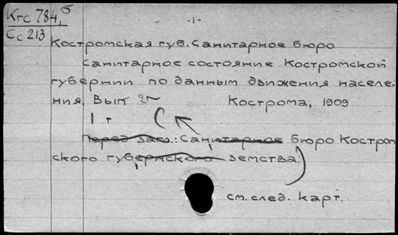 Кгс 784, б
Сс 213
- 1 -
Костромская губ. Санитарное бюро
Санитарное состояние Костромской
губернии по данным движения населе-
ния. Вып. 2
Кострома, 1909
1 т
Перед загл.: Санитарное бюро Костром
ского губернского земства.
см. след. карт.